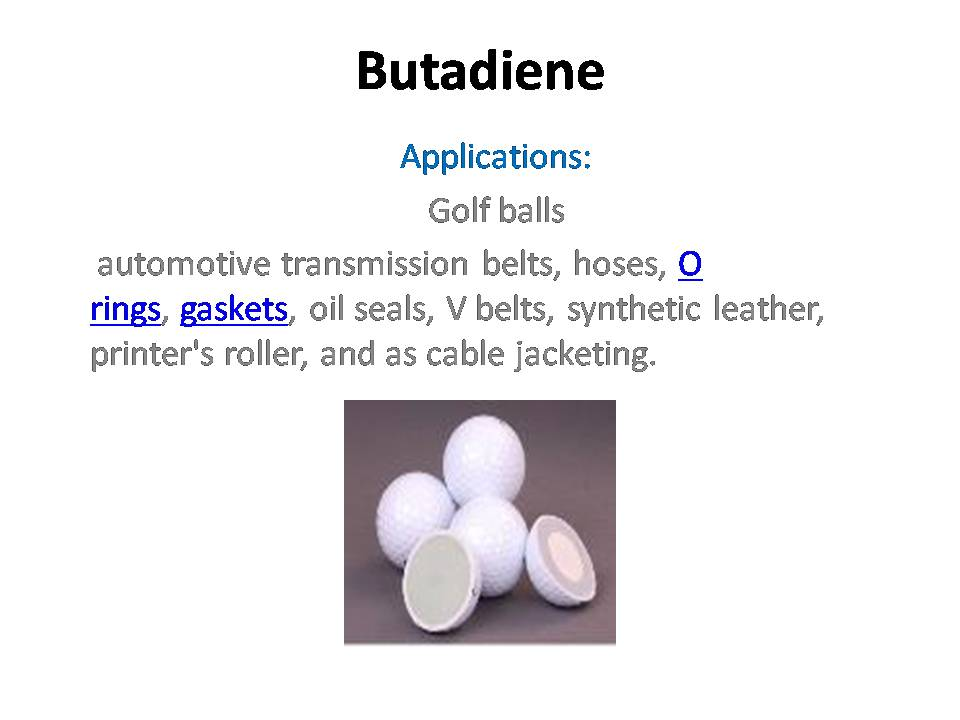 Butadiene
Applications:
Golf balls
automotive transmission belts, hoses, O
rings, gaskets, oil seals, V belts, synthetic leather,
printer's roller, and as cable jacketing.